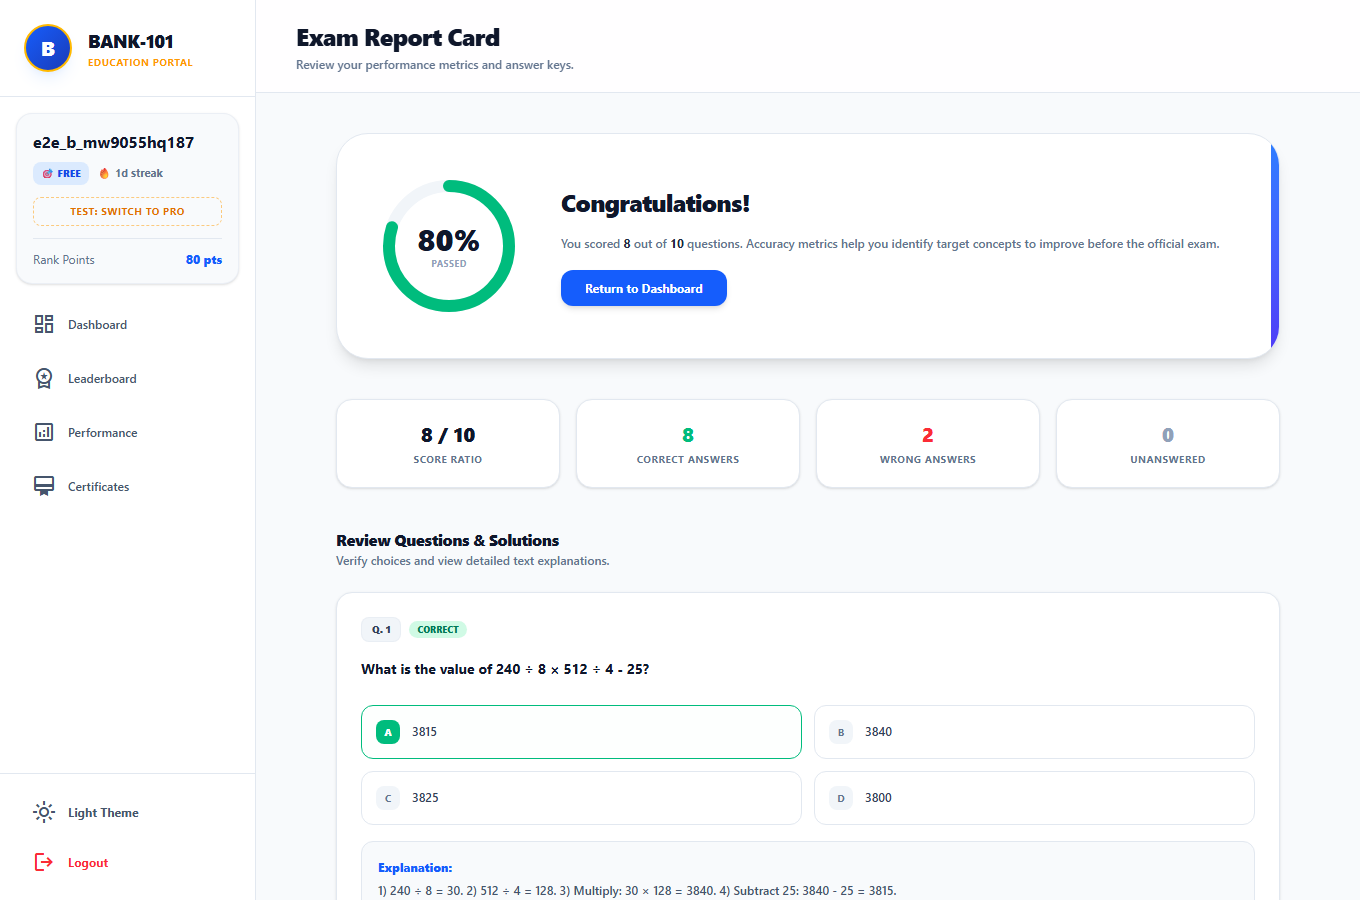 B
BANK-101
EDUCATION PORTAL
e2e_b_mw9055hq187
FREE
1d streak
TEST: SWITCH TO PRO
Rank Points
80 pts
Dashboard
Leaderboard
Performance
Certificates
Light Theme
Logout
Exam Report Card
Review your performance metrics and answer keys.
80%
PASSED
Congratulations!
You scored 8 out of 10 questions. Accuracy metrics help you identify target concepts to improve before the official exam.
Return to Dashboard
8 / 10
SCORE RATIO
8
CORRECT ANSWERS
2
WRONG ANSWERS
0
UNANSWERED
Review Questions & Solutions
Verify choices and view detailed text explanations.
Q. 1
CORRECT
What is the value of 240 ÷ 8 × 512 ÷ 4 - 25?
A 3815
B 3840
C 3825
D 3800
Explanation:
1) 240 ÷ 8 = 30. 2) 512 ÷ 4 = 128. 3) Multiply: 30 × 128 = 3840. 4) Subtract 25: 3840 - 25 = 3815.